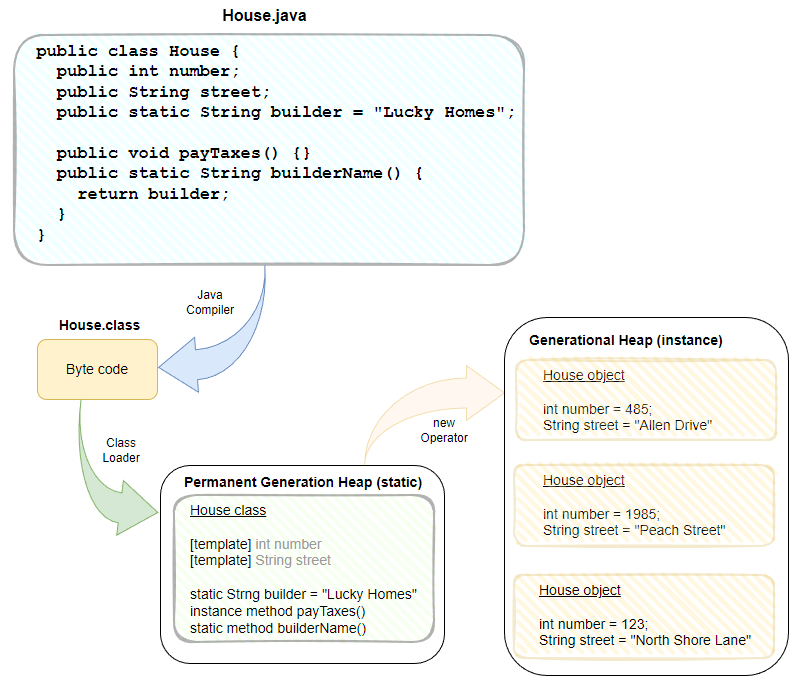 House.java
public class House {
public int number;
public String street;
public static String builder = "Lucky Homes";
public void payTaxes() {}
public static String builderName() {
return builder;
}
}
Java
Compiler
House.class
Byte code
Class
Loader
Permanent Generation Heap (static)
House class
[template] int number
[template] String street
static Strng builder = "Lucky Homes"
instance method payTaxes()
static method builderName()
new
Operator
Generational Heap (instance)
House object
int number = 485;
String street = "Allen Drive"
House object
int number = 1985;
String street = "Peach Street"
House object
int number = 123;
String street = "North Shore Lane"